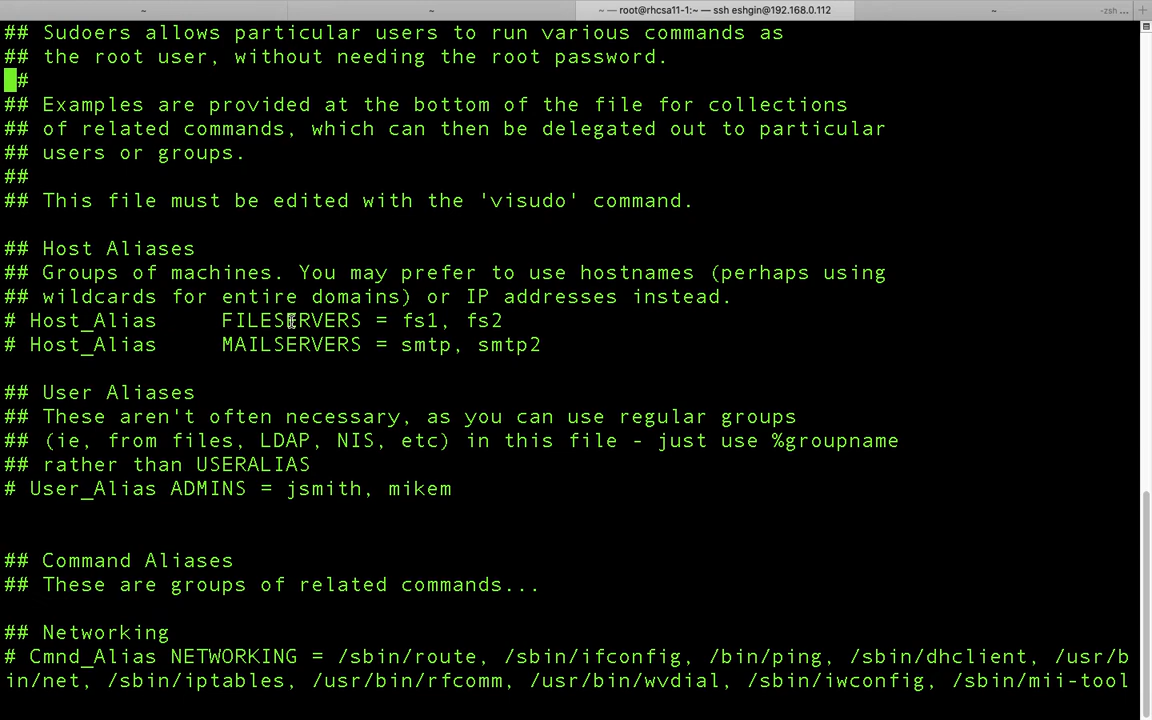 ~ ~ ~ — root@rhcsa11-1:~ — ssh eshgin@192.168.0.112 ~ -zsh ... +
## Sudoers allows particular users to run various commands as
## the root user, without needing the root password.
#
## Examples are provided at the bottom of the file for collections
## of related commands, which can then be delegated out to particular
## users or groups.
##
## This file must be edited with the 'visudo' command.
## Host Aliases
## Groups of machines. You may prefer to use hostnames (perhaps using
## wildcards for entire domains) or IP addresses instead.
# Host_Alias     FILESERVERS = fs1, fs2
# Host_Alias     MAILSERVERS = smtp, smtp2
## User Aliases
## These aren't often necessary, as you can use regular groups
## (ie, from files, LDAP, NIS, etc) in this file - just use %groupname
## rather than USERALIAS
# User_Alias ADMINS = jsmith, mikem
## Command Aliases
## These are groups of related commands...
## Networking
# Cmnd_Alias NETWORKING = /sbin/route, /sbin/ifconfig, /bin/ping, /sbin/dhclient, /usr/b
in/net, /sbin/iptables, /usr/bin/rfcomm, /usr/bin/wvdial, /sbin/iwconfig, /sbin/mii-tool